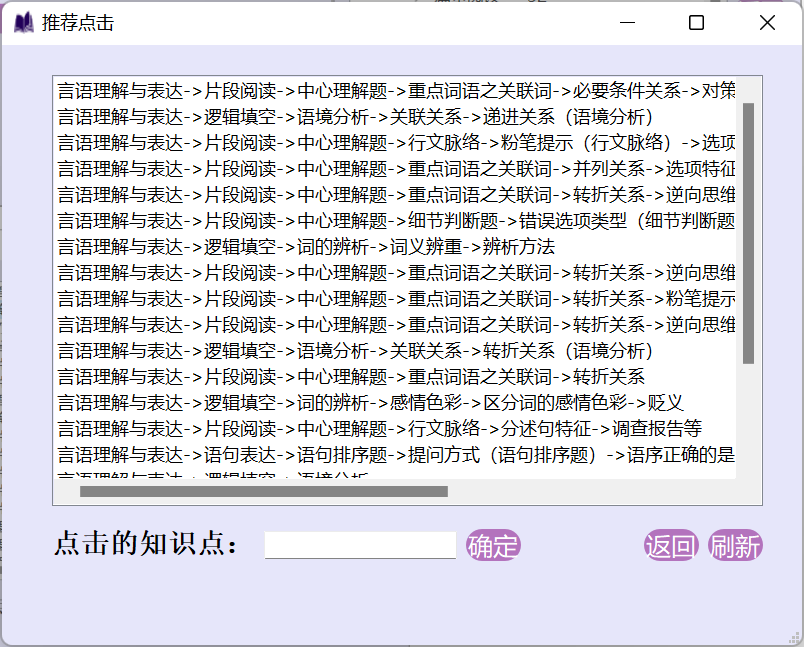 推荐点击
言语理解与表达->片段阅读->中心理解题->重点词语之关联词->必要条件关系->对策
言语理解与表达->逻辑填空->语境分析->关联关系->递进关系（语境分析）
言语理解与表达->片段阅读->中心理解题->行文脉络->粉笔提示（行文脉络）->选项
言语理解与表达->片段阅读->中心理解题->重点词语之关联词->并列关系->选项特征
言语理解与表达->片段阅读->中心理解题->重点词语之关联词->转折关系->逆向思维
言语理解与表达->片段阅读->中心理解题->细节判断题->错误选项类型（细节判断题
言语理解与表达->逻辑填空->词的辨析->词义辨重->辨析方法
言语理解与表达->片段阅读->中心理解题->重点词语之关联词->转折关系->逆向思维
言语理解与表达->片段阅读->中心理解题->重点词语之关联词->转折关系->粉笔提示
言语理解与表达->片段阅读->中心理解题->重点词语之关联词->转折关系->逆向思维
言语理解与表达->逻辑填空->语境分析->关联关系->转折关系（语境分析）
言语理解与表达->片段阅读->中心理解题->重点词语之关联词->转折关系
言语理解与表达->逻辑填空->词的辨析->感情色彩->区分词的感情色彩->贬义
言语理解与表达->片段阅读->中心理解题->行文脉络->分述句特征->调查报告等
言语理解与表达->语句表达->语句排序题->提问方式（语句排序题）->语序正确的是
言语理解与表达->逻辑填空->语境分析
点击的知识点： 确定 返回 刷新